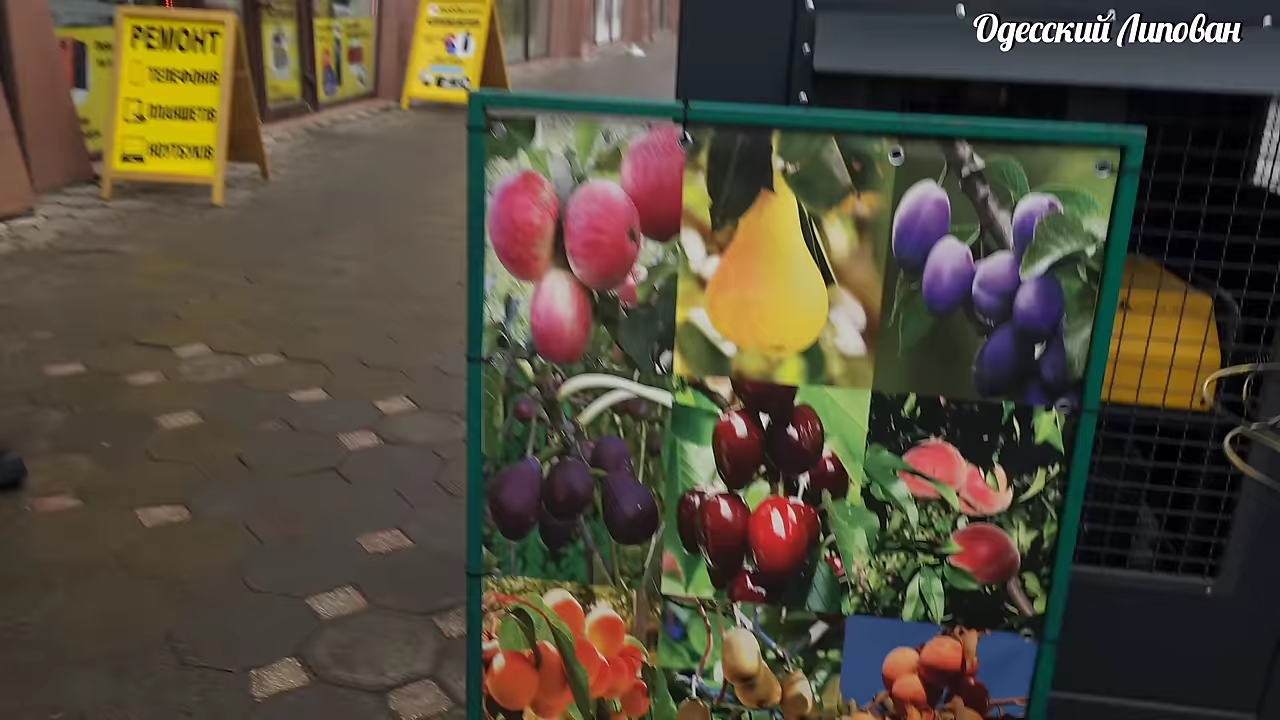 Одесский Липован
РЕМОНТ
ТЕЛЕФОНІВ
ПЛАНШЕТІВ
НОУТБУКІВ